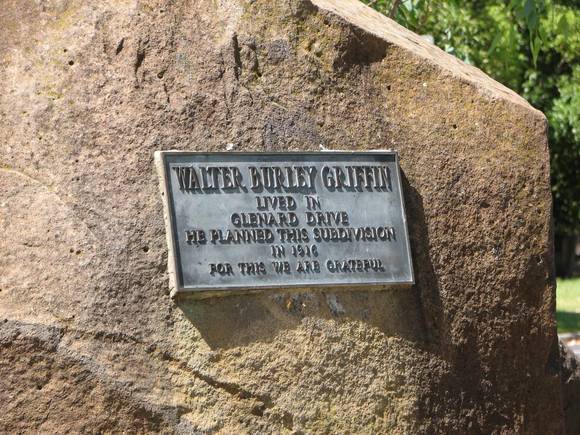 WALTER BURLEY GRIFFIN
LIVED IN
GLENARD DRIVE
HE PLANNED THIS SUBDIVISION
IN 1916
FOR THIS WE ARE GRATEFUL